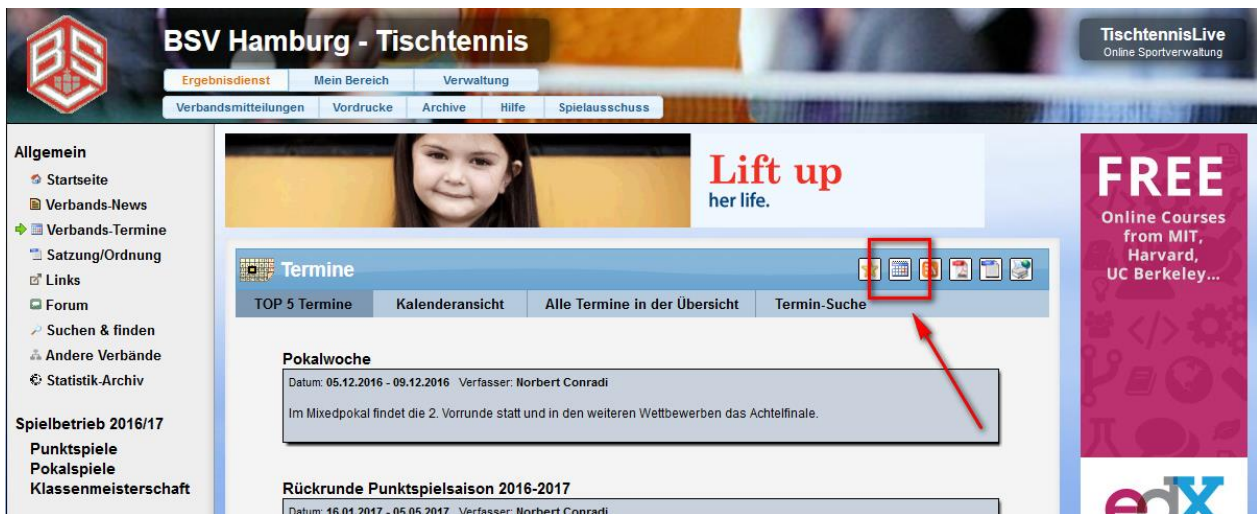 BS
BSV Hamburg - Tischtennis
TischtennisLive
Online Sportverwaltung
Ergebnisdienst Mein Bereich Verwaltung
Verbandsmitteilungen Vordrucke Archive Hilfe Spielausschuss
Allgemein
Startseite
Verbands-News
Verbands-Termine
Satzung/Ordnung
Links
Forum
Suchen & finden
Andere Verbände
Statistik-Archiv
Spielbetrieb 2016/17
Punktspiele
Pokalspiele
Klassenmeisterschaft
Lift up
her life.
Termine
TOP 5 Termine Kalenderansicht Alle Termine in der Übersicht Termin-Suche
Pokalwoche
Datum: 05.12.2016 - 09.12.2016 Verfasser: Norbert Conradi
Im Mixedpokal findet die 2. Vorrunde statt und in den weiteren Wettbewerben das Achtelfinale.
Rückrunde Punktspielsaison 2016-2017
Datum: 16.01.2017 - 05.05.2017 Verfasser: Norbert Conradi
FREE
Online Courses
from MIT,
Harvard,
UC Berkeley...
edX